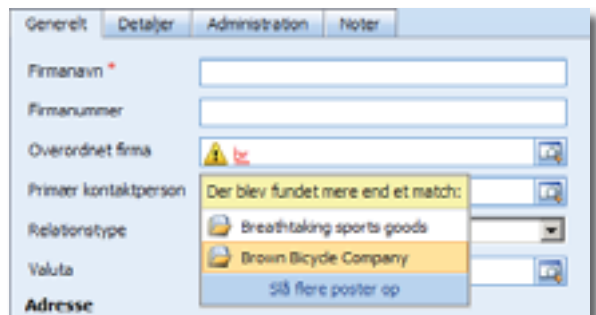 Generelt Detaljer Administration Noter
Firmanavn *
Firmanummer
Overordnet firma
Primær kontaktperson Der blev fundet mere end et match:
Relationstype Breathtaking sports goods
Valuta Brown Bicycle Company
Slå flere poster op
Adresse